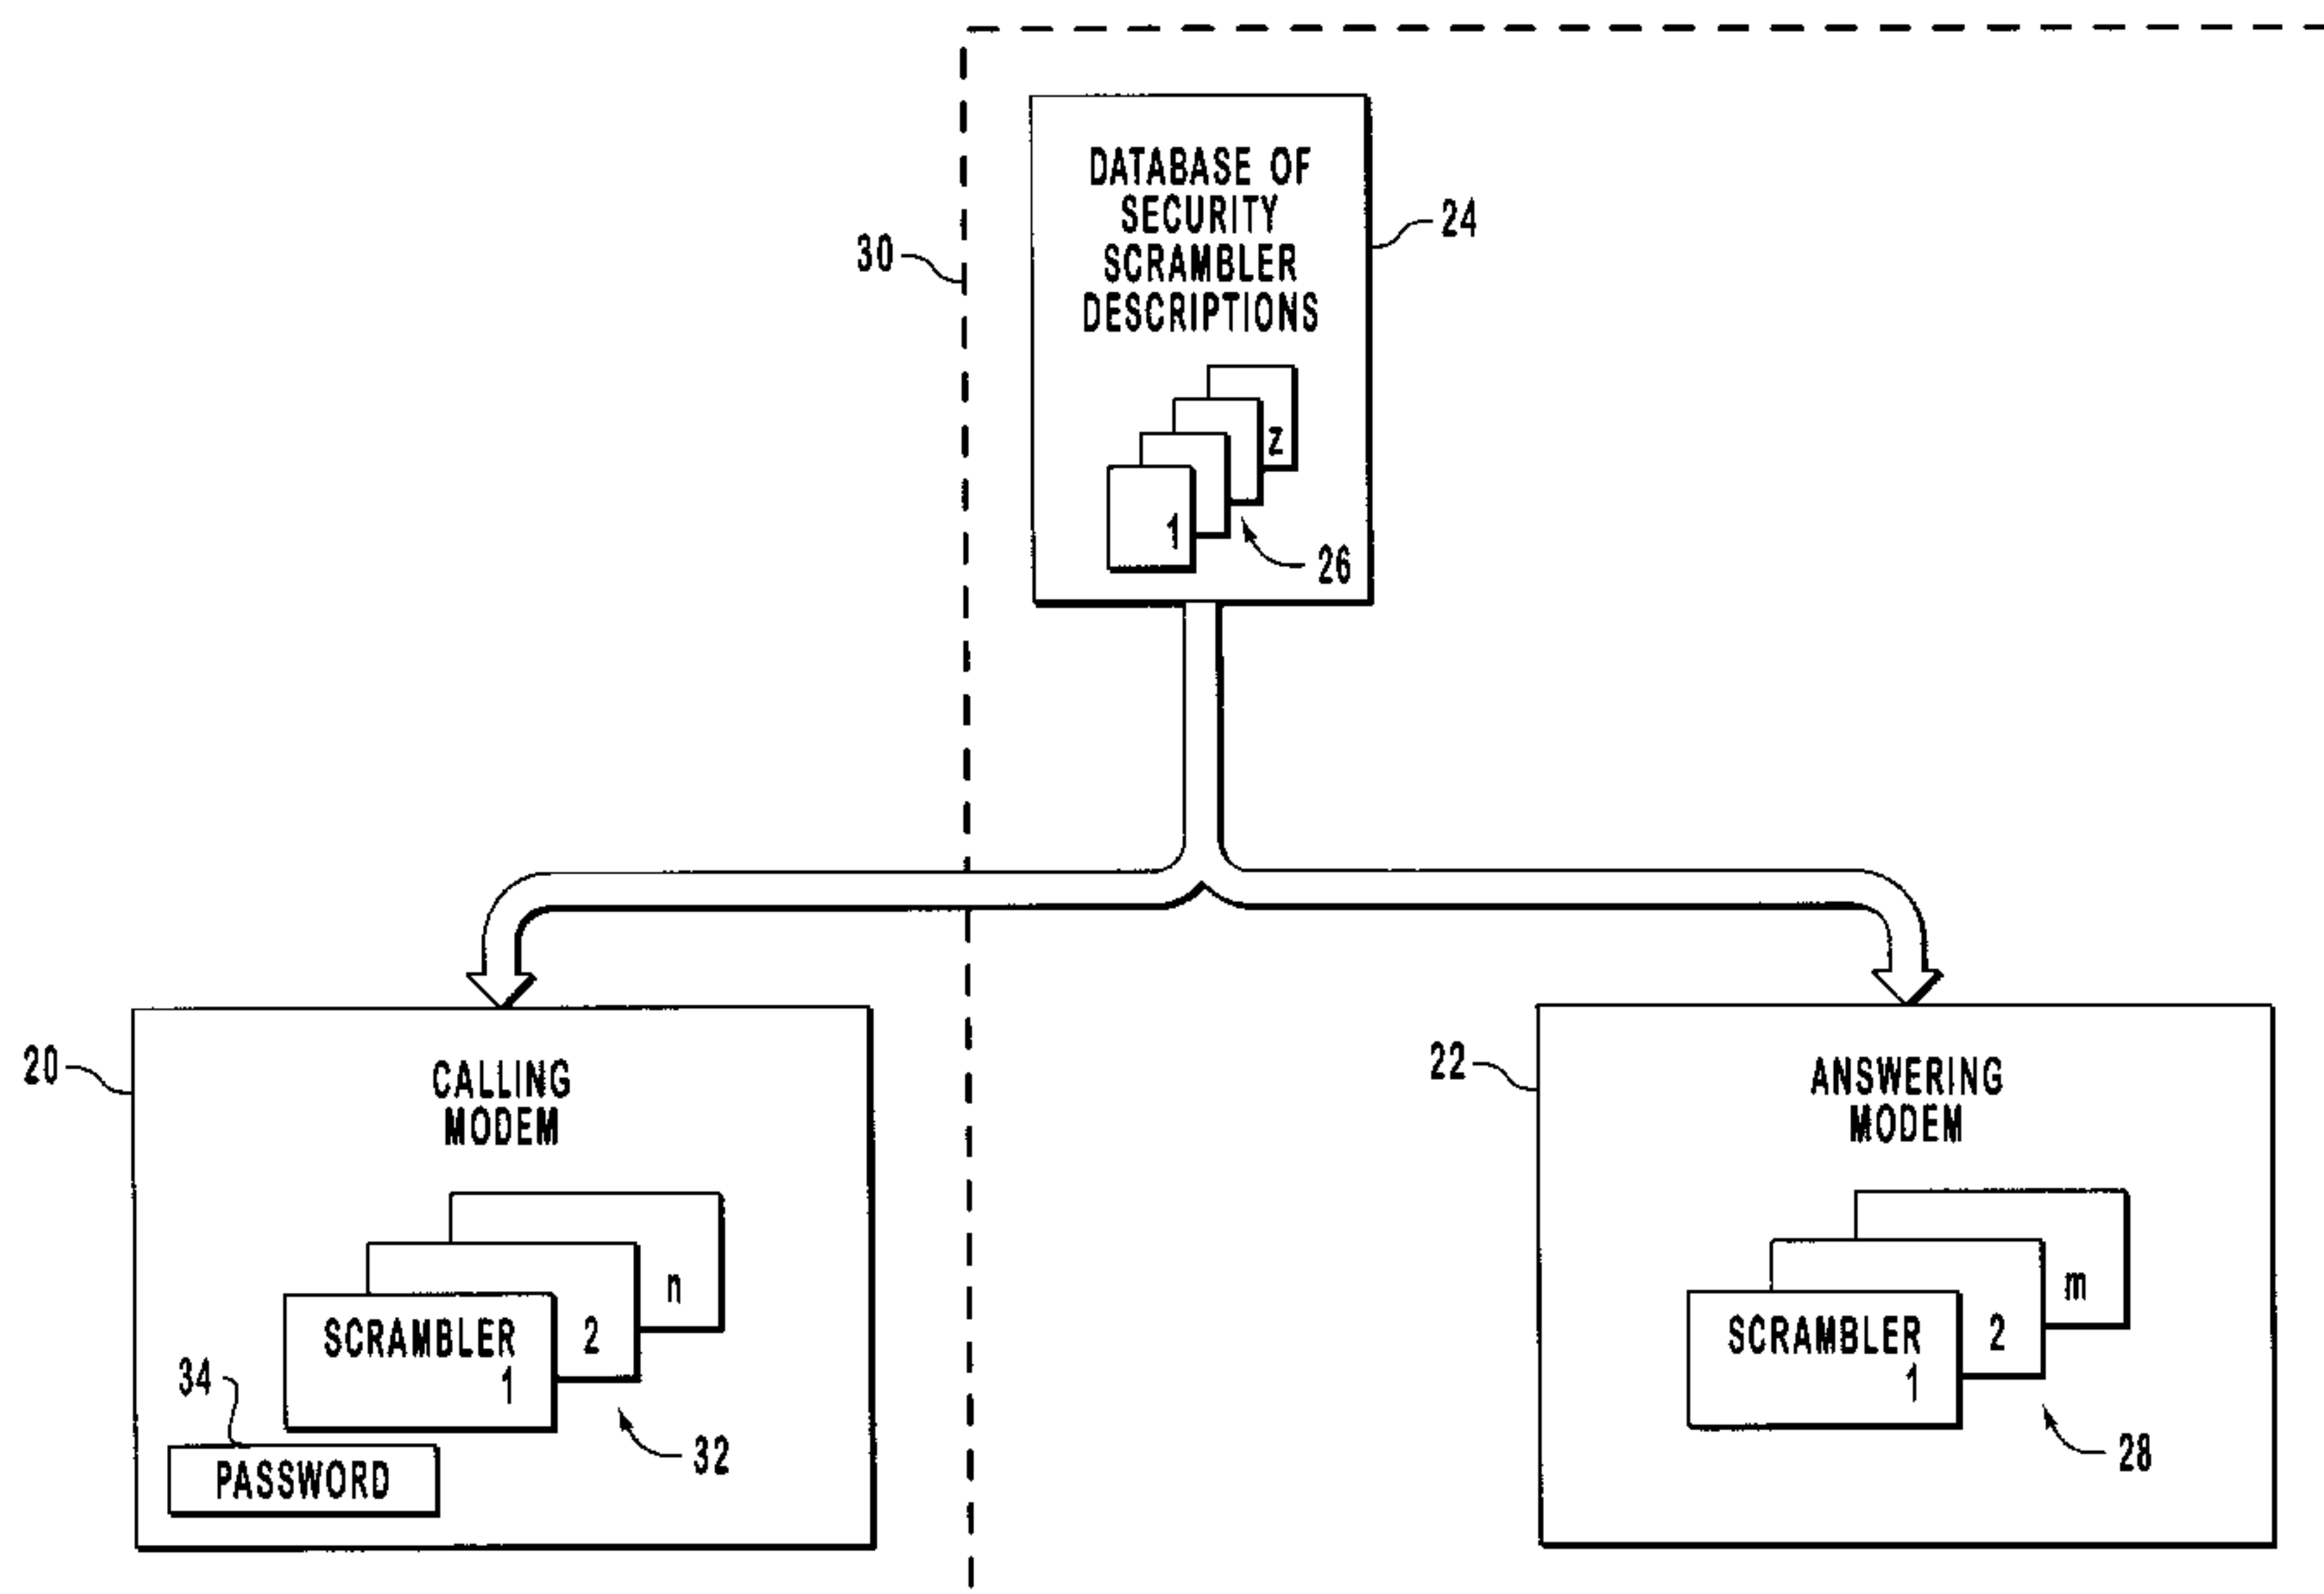 DATABASE OF
SECURITY
SCRAMBLER
DESCRIPTIONS
24
30
z
1
26
20
CALLING
MODEM
n
2
SCRAMBLER
1
34
32
PASSWORD
22
ANSWERING
MODEM
m
2
SCRAMBLER
1
28